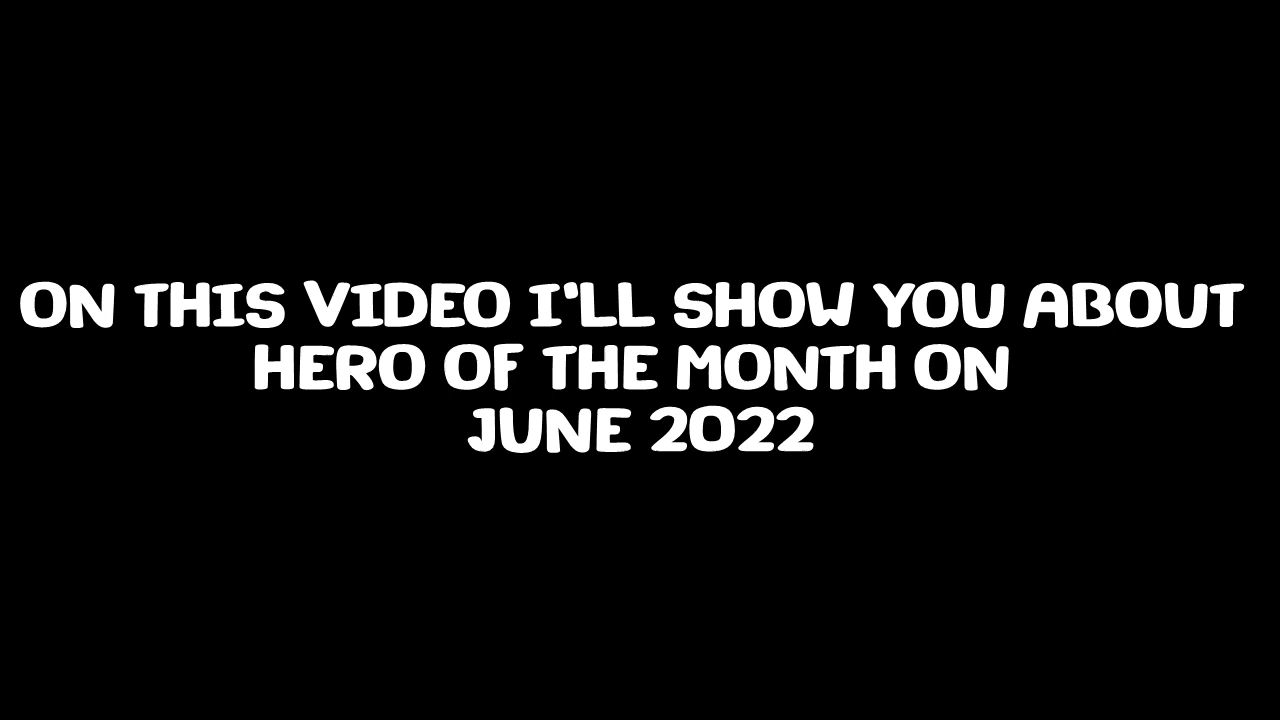 ON THIS VIDEO I'LL SHOW YOU ABOUT
HERO OF THE MONTH ON
JUNE 2022